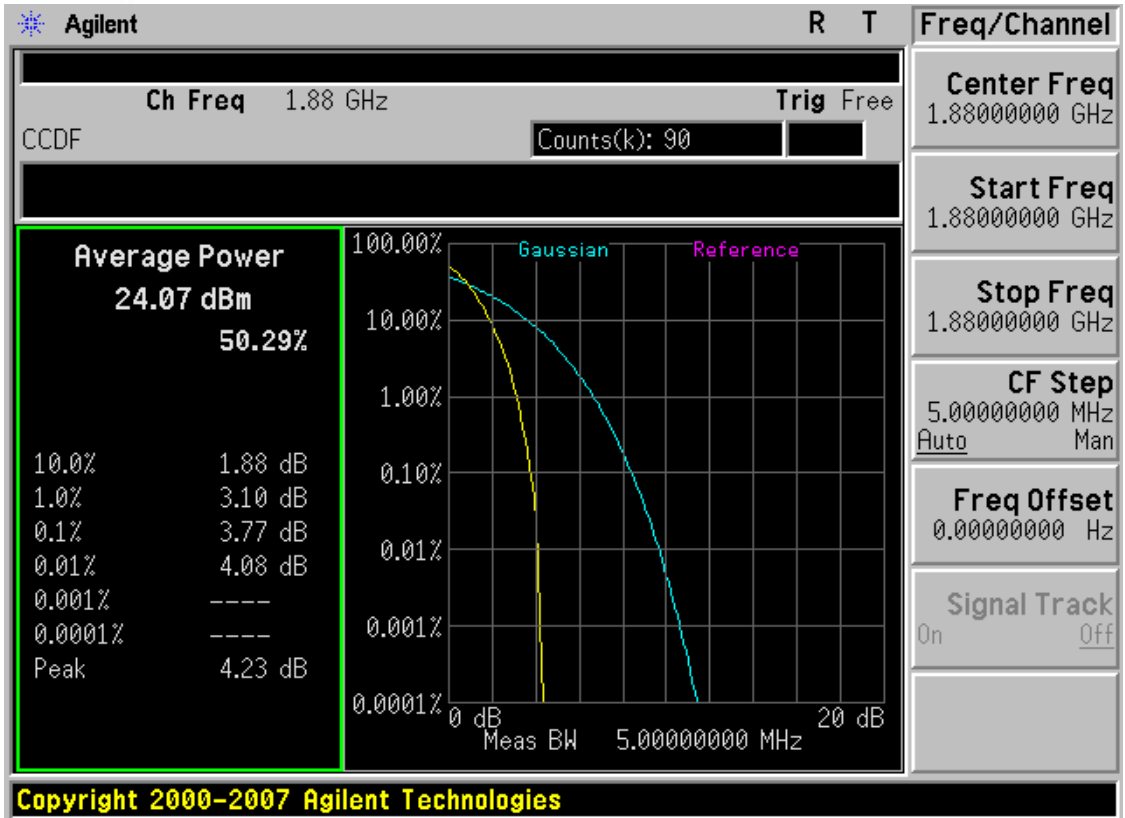 Agilent R T
Ch Freq 1.88 GHz Trig Free
CCDF Counts(k): 90
Average Power
24.07 dBm
50.29%
10.0% 1.88 dB
1.0% 3.10 dB
0.1% 3.77 dB
0.01% 4.08 dB
0.001% ----
0.0001% ----
Peak 4.23 dB
Gaussian Reference
100.00%
10.00%
1.00%
0.10%
0.01%
0.001%
0.0001%
0 dB 20 dB
Meas BW 5.00000000 MHz
Freq/Channel
Center Freq
1.88000000 GHz
Start Freq
1.88000000 GHz
Stop Freq
1.88000000 GHz
CF Step
5.00000000 MHz
Auto Man
Freq Offset
0.00000000 Hz
Signal Track
On Off
Copyright 2000-2007 Agilent Technologies